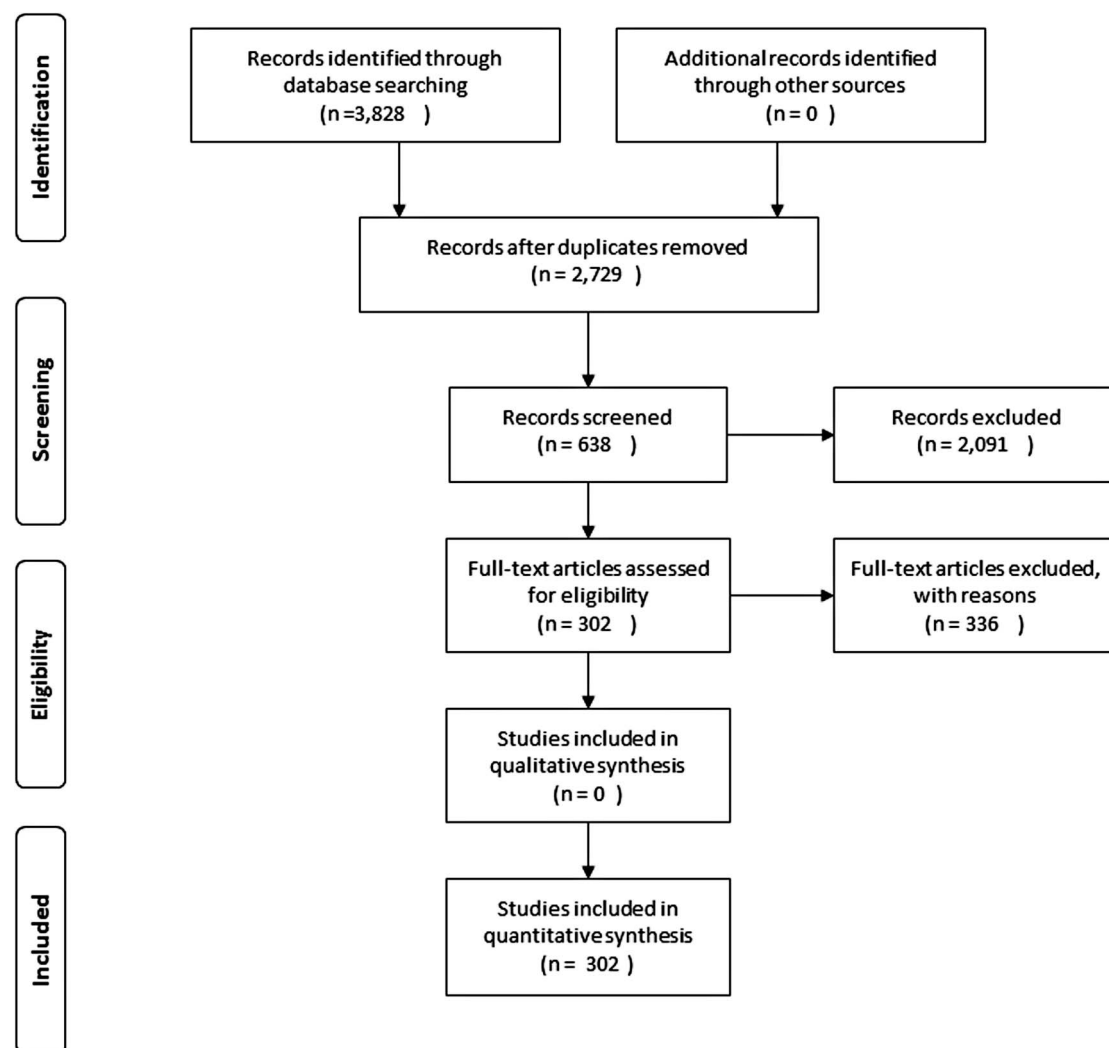 Identification
Records identified through
database searching
(n =3,828 )
Additional records identified
through other sources
(n = 0 )
Records after duplicates removed
(n = 2,729 )
Screening
Records screened
(n = 638 )
Records excluded
(n = 2,091 )
Eligibility
Full-text articles assessed
for eligibility
(n = 302 )
Full-text articles excluded,
with reasons
(n = 336 )
Studies included in
qualitative synthesis
(n = 0 )
Included
Studies included in
quantitative synthesis
(n = 302 )